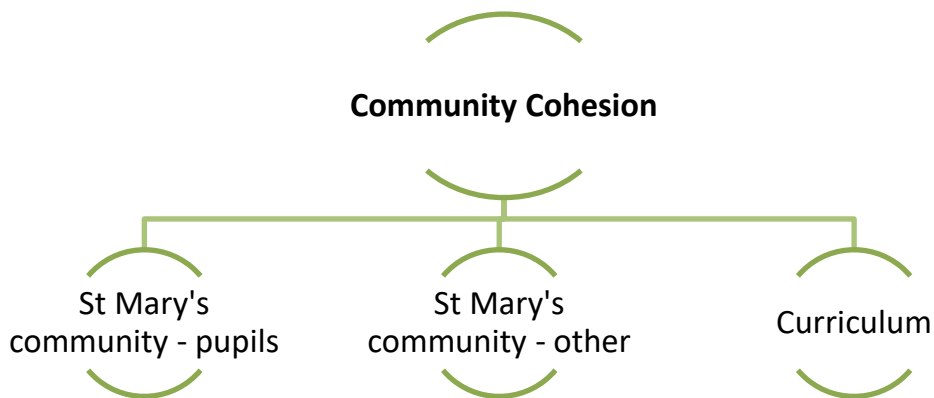 Community Cohesion
St Mary's
community - pupils
St Mary's
community - other
Curriculum